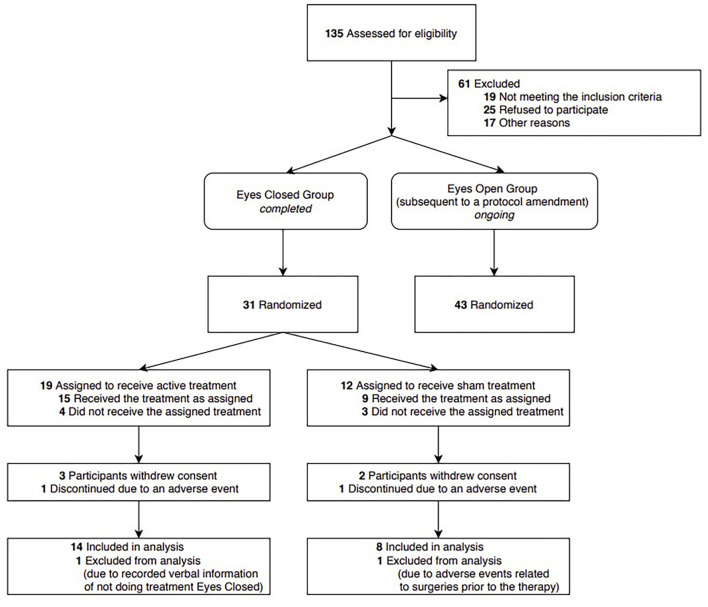 135 Assessed for eligibility
61 Excluded
19 Not meeting the inclusion criteria
25 Refused to participate
17 Other reasons
Eyes Closed Group
completed
Eyes Open Group
(subsequent to a protocol amendment)
ongoing
31 Randomized
43 Randomized
19 Assigned to receive active treatment
15 Received the treatment as assigned
4 Did not receive the assigned treatment
12 Assigned to receive sham treatment
9 Received the treatment as assigned
3 Did not receive the assigned treatment
3 Participants withdrew consent
1 Discontinued due to an adverse event
2 Participants withdrew consent
1 Discontinued due to an adverse event
14 Included in analysis
1 Excluded from analysis
(due to recorded verbal information
of not doing treatment Eyes Closed)
8 Included in analysis
1 Excluded from analysis
(due to adverse events related
to surgeries prior to the therapy)